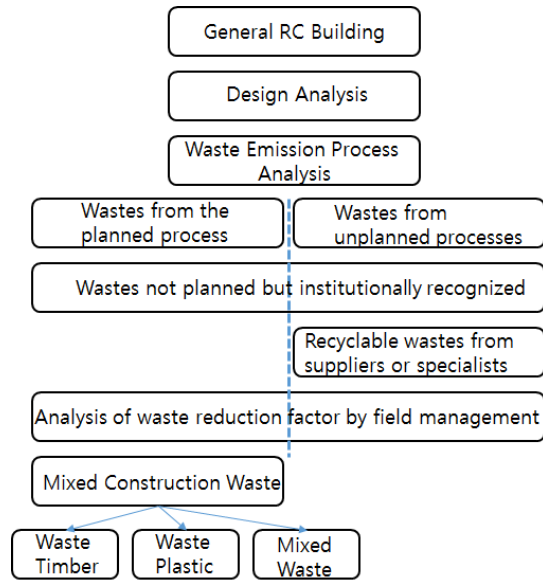 General RC Building
Design Analysis
Waste Emission Process
Analysis
Wastes from the
planned process
Wastes from
unplanned processes
Wastes not planned but institutionally recognized
Recyclable wastes from
suppliers or specialists
Analysis of waste reduction factor by field management
Mixed Construction Waste
Waste
Timber
Waste
Plastic
Mixed
Waste